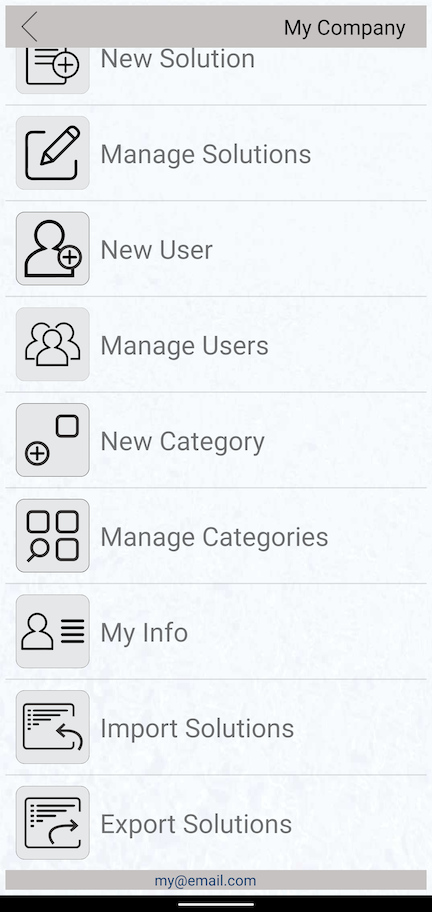 My Company
New Solution
Manage Solutions
New User
Manage Users
New Category
Manage Categories
My Info
Import Solutions
Export Solutions
my@email.com